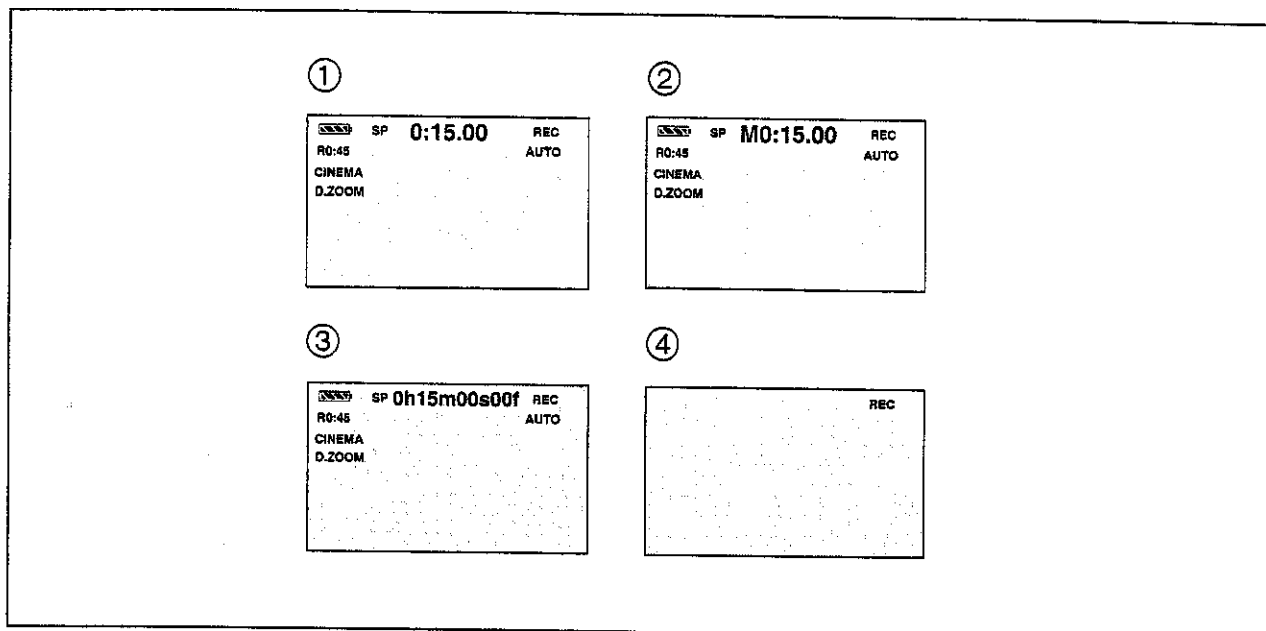 ①
SP 0:15.00 REC
R0:45 AUTO
CINEMA
D.ZOOM
②
SP M0:15.00 REC
R0:45 AUTO
CINEMA
D.ZOOM
③
SP 0h15m00s00f REC
R0:45 AUTO
CINEMA
D.ZOOM
④
REC